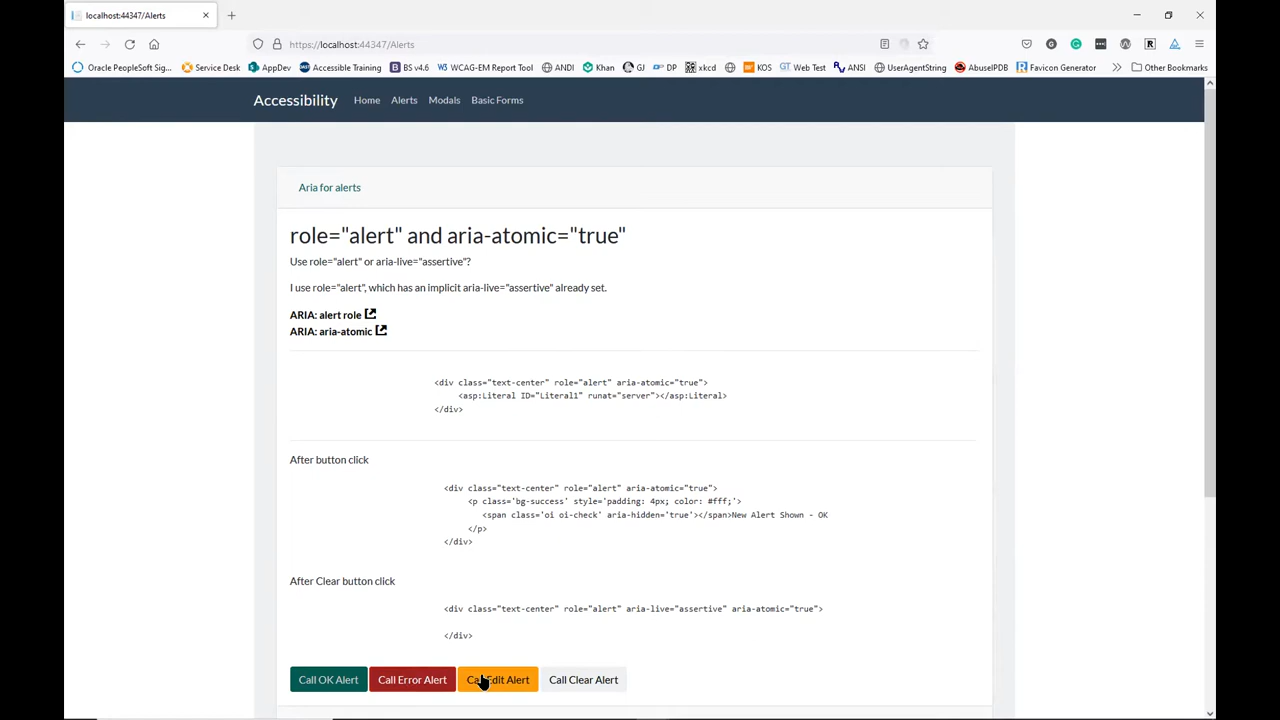 localhost:44347/Alerts
https://localhost:44347/Alerts
Oracle PeopleSoft Sig... Service Desk AppDev Accessible Training BS v4.6 WCAG-EM Report Tool ANDI Khan GJ DP xkcd KOS Web Test ANSI UserAgentString AbuseIPDB Favicon Generator Other Bookmarks
Accessibility Home Alerts Modals Basic Forms
Aria for alerts
role="alert" and aria-atomic="true"
Use role="alert" or aria-live="assertive"?
I use role="alert", which has an implicit aria-live="assertive" already set.
ARIA: alert role
ARIA: aria-atomic
<div class="text-center" role="alert" aria-atomic="true">
<asp:Literal ID="Literal1" runat="server"></asp:Literal>
</div>
After button click
<div class="text-center" role="alert" aria-atomic="true">
<p class='bg-success' style='padding: 4px; color: #fff;'>
<span class='oi oi-check' aria-hidden='true'></span>New Alert Shown - OK
</p>
</div>
After Clear button click
<div class="text-center" role="alert" aria-live="assertive" aria-atomic="true">
</div>
Call OK Alert Call Error Alert Call Edit Alert Call Clear Alert